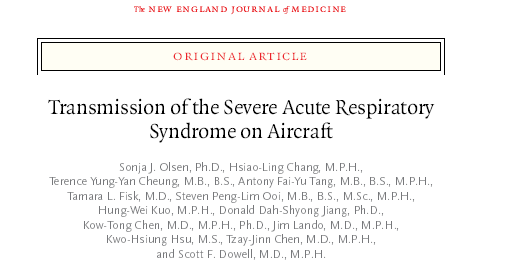 The NEW ENGLAND JOURNAL of MEDICINE
ORIGINAL ARTICLE
Transmission of the Severe Acute Respiratory
Syndrome on Aircraft
Sonja J. Olsen, Ph.D., Hsiao-Ling Chang, M.P.H.,
Terence Yung-Yan Cheung, M.B., B.S., Antony Fai-Yu Tang, M.B., B.S., M.P.H.,
Tamara L. Fisk, M.D., Steven Peng-Lim Ooi, M.B., B.S., M.Sc., M.P.H.,
Hung-Wei Kuo, M.P.H., Donald Dah-Shyong Jiang, Ph.D.,
Kow-Tong Chen, M.D., M.P.H., Ph.D., Jim Lando, M.D., M.P.H.,
Kwo-Hsiung Hsu, M.S., Tzay-Jinn Chen, M.D., M.P.H.,
and Scott F. Dowell, M.D., M.P.H.